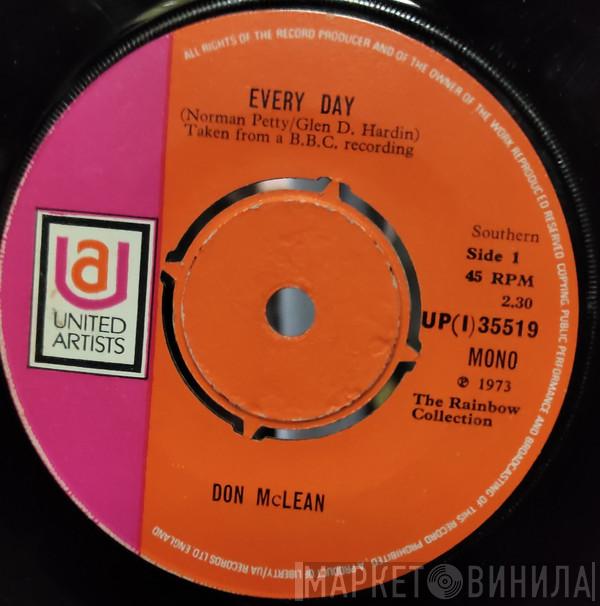 ALL RIGHTS OF THE RECORD PRODUCER AND OF THE OWNER OF THE WORK REPRODUCED RESERVED COPYING PUBLIC PERFORMANCE AND BROADCASTING OF THIS RECORD PROHIBITED, A PRODUCT OF LIBERTY/UA RECORDS LTD ENGLAND
EVERY DAY
(Norman Petty/Glen D. Hardin)
Taken from a B.B.C. recording
Southern
Side 1
45 RPM
2.30
UP(I)35519
MONO
℗ 1973
The Rainbow
Collection
ua
UNITED
ARTISTS
DON McLEAN
МАРКЕТ ВИНИЛА